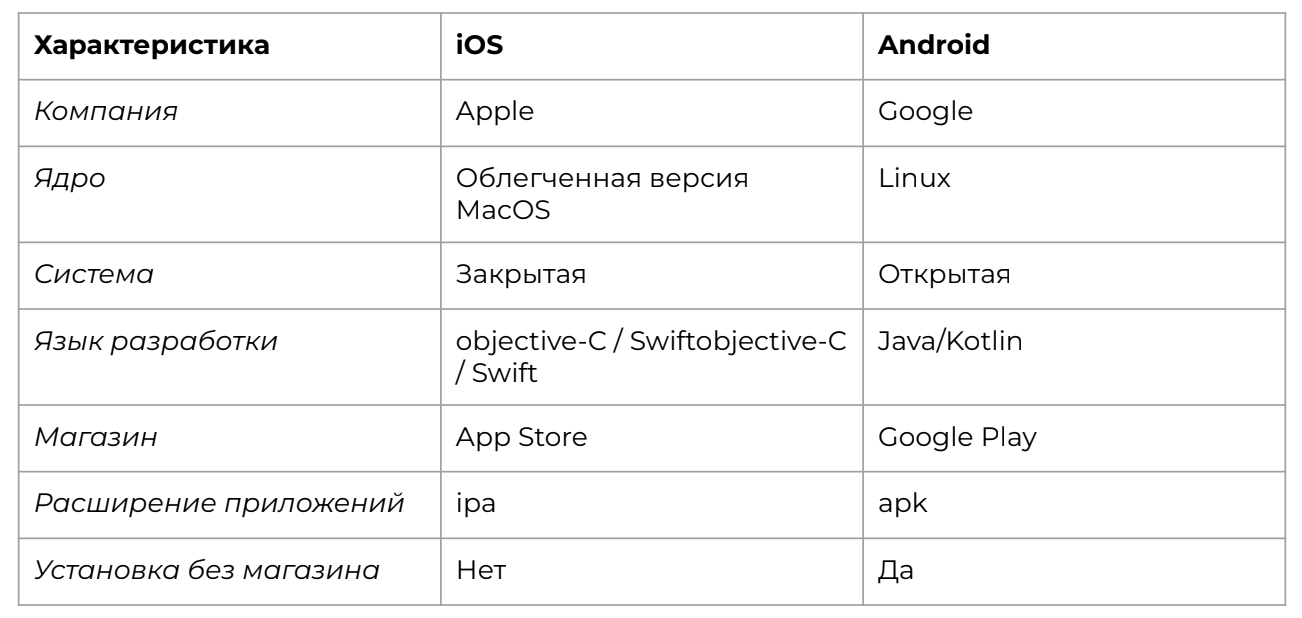 Характеристика iOS Android
Компания Apple Google
Ядро Облегченная версия Linux
MacOS
Система Закрытая Открытая
Язык разработки objective-C / Swiftobjective-C Java/Kotlin
/ Swift
Магазин App Store Google Play
Расширение приложений ipa apk
Установка без магазина Нет Да